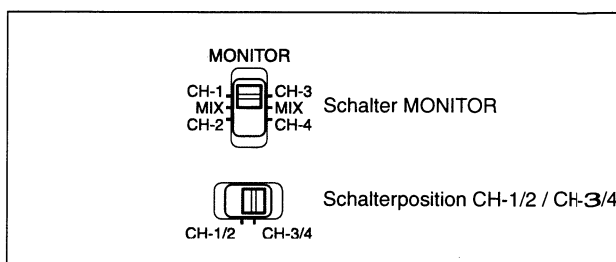 MONITOR
CH-1 CH-3
MIX MIX Schalter MONITOR
CH-2 CH-4
Schalterposition CH-1/2 / CH-3/4
CH-1/2 CH-3/4